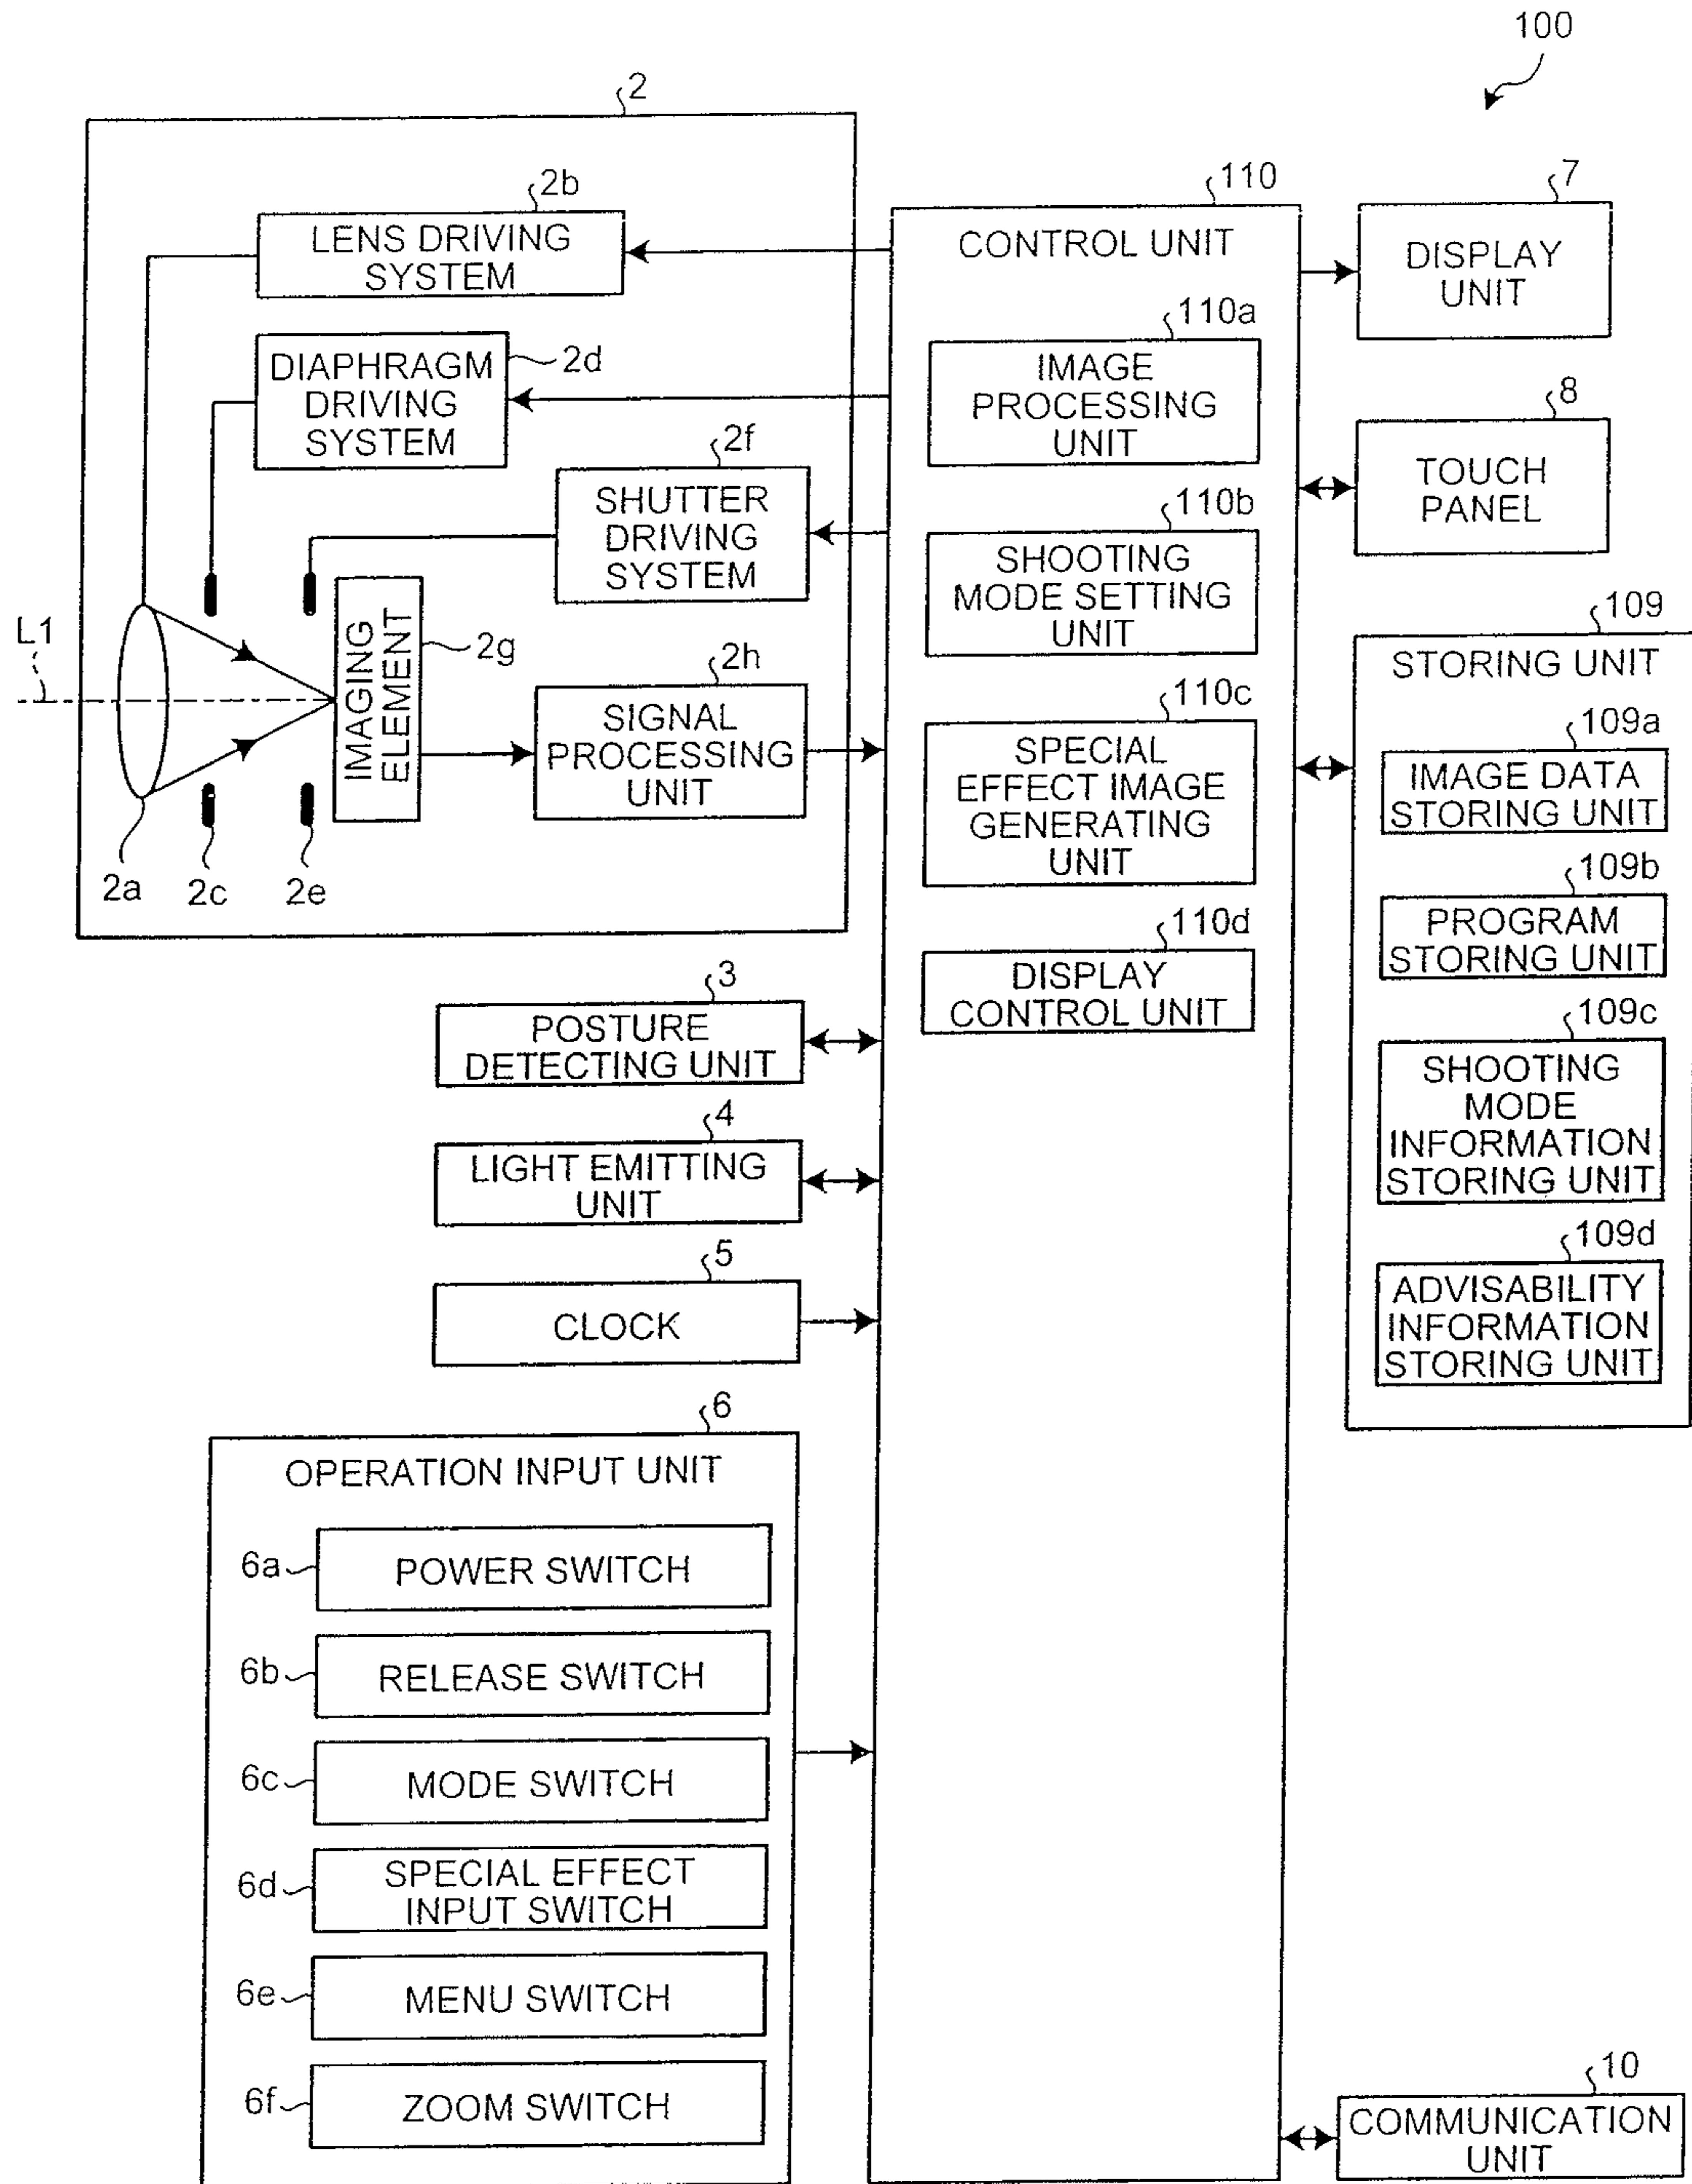 100
2
2b
LENS DRIVING
SYSTEM
DIAPHRAGM
DRIVING
SYSTEM
2d
2f
SHUTTER
DRIVING
SYSTEM
L1
IMAGING
ELEMENT
2g
2h
SIGNAL
PROCESSING
UNIT
2a
2c
2e
3
POSTURE
DETECTING UNIT
4
LIGHT EMITTING
UNIT
5
CLOCK
6
OPERATION INPUT UNIT
6a
POWER SWITCH
6b
RELEASE SWITCH
6c
MODE SWITCH
6d
SPECIAL EFFECT
INPUT SWITCH
6e
MENU SWITCH
6f
ZOOM SWITCH
110
CONTROL UNIT
110a
IMAGE
PROCESSING
UNIT
110b
SHOOTING
MODE SETTING
UNIT
110c
SPECIAL
EFFECT IMAGE
GENERATING
UNIT
110d
DISPLAY
CONTROL UNIT
7
DISPLAY
UNIT
8
TOUCH
PANEL
109
STORING UNIT
109a
IMAGE DATA
STORING UNIT
109b
PROGRAM
STORING UNIT
109c
SHOOTING
MODE
INFORMATION
STORING UNIT
109d
ADVISABILITY
INFORMATION
STORING UNIT
10
COMMUNICATION
UNIT